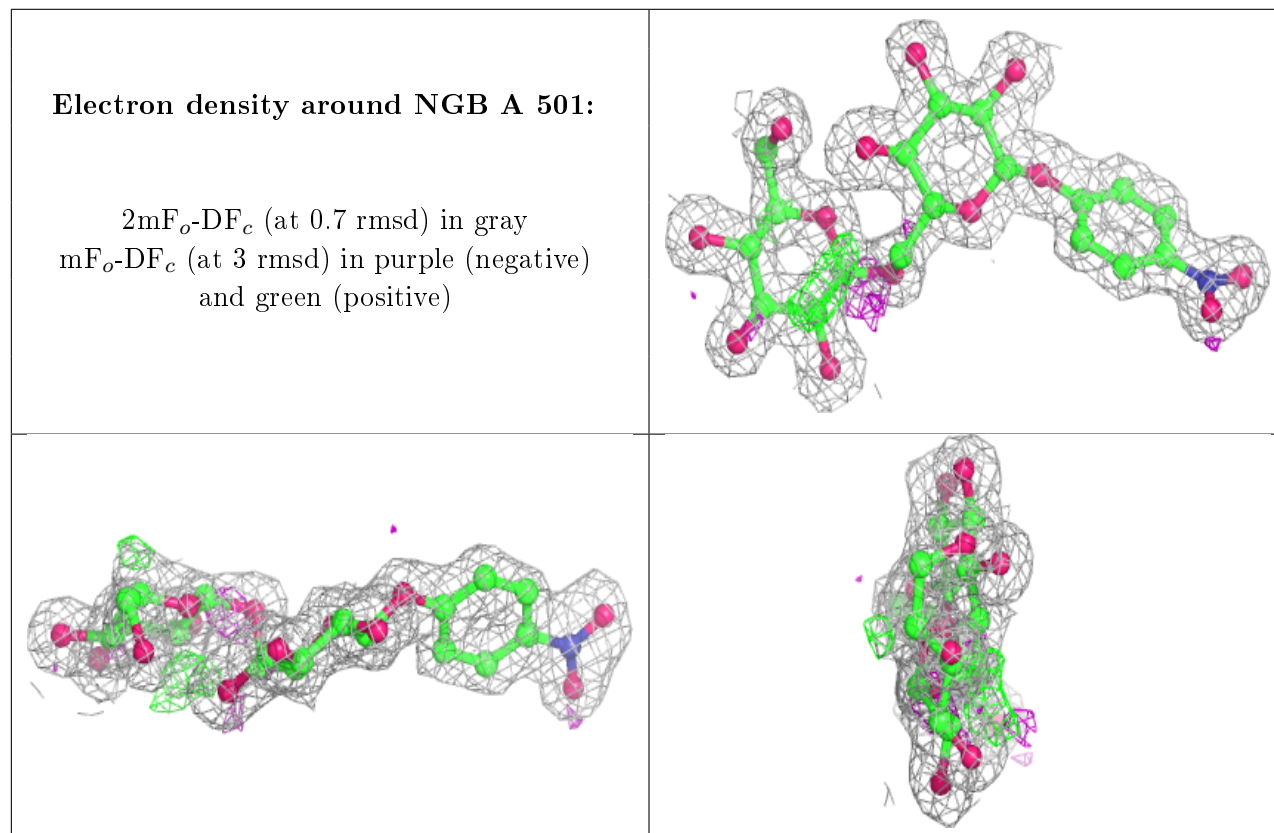 Electron density around NGB A 501:
2mFo-DFc (at 0.7 rmsd) in gray
mFo-DFc (at 3 rmsd) in purple (negative)
and green (positive)